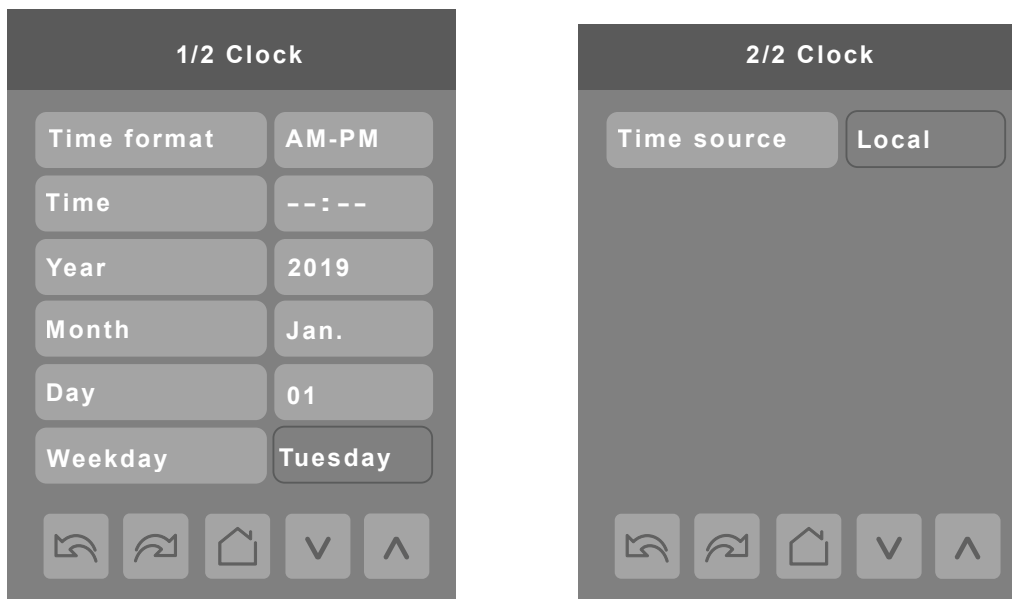 1/2 Clock
Time format AM-PM
Time --:--
Year 2019
Month Jan.
Day 01
Weekday Tuesday
2/2 Clock
Time source Local